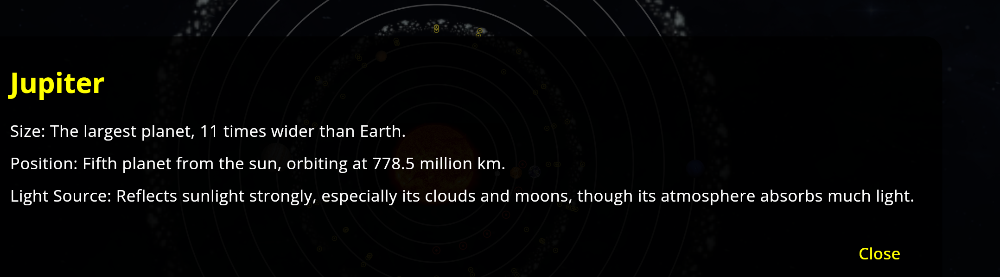 Jupiter
Size: The largest planet, 11 times wider than Earth.
Position: Fifth planet from the sun, orbiting at 778.5 million km.
Light Source: Reflects sunlight strongly, especially its clouds and moons, though its atmosphere absorbs much light.
Close